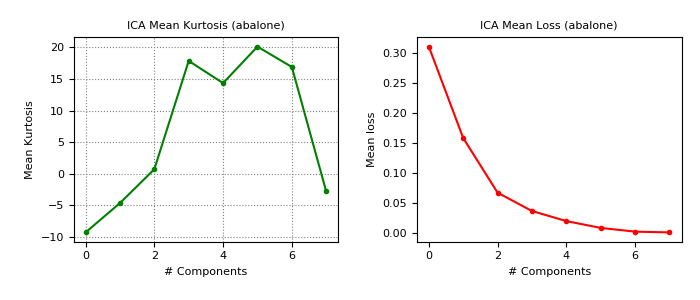 ICA Mean Kurtosis (abalone)
20
15
10
5
0
−5
−10
Mean Kurtosis
0 2 4 6
# Components
ICA Mean Loss (abalone)
0.30
0.25
0.20
0.15
0.10
0.05
0.00
Mean loss
0 2 4 6
# Components